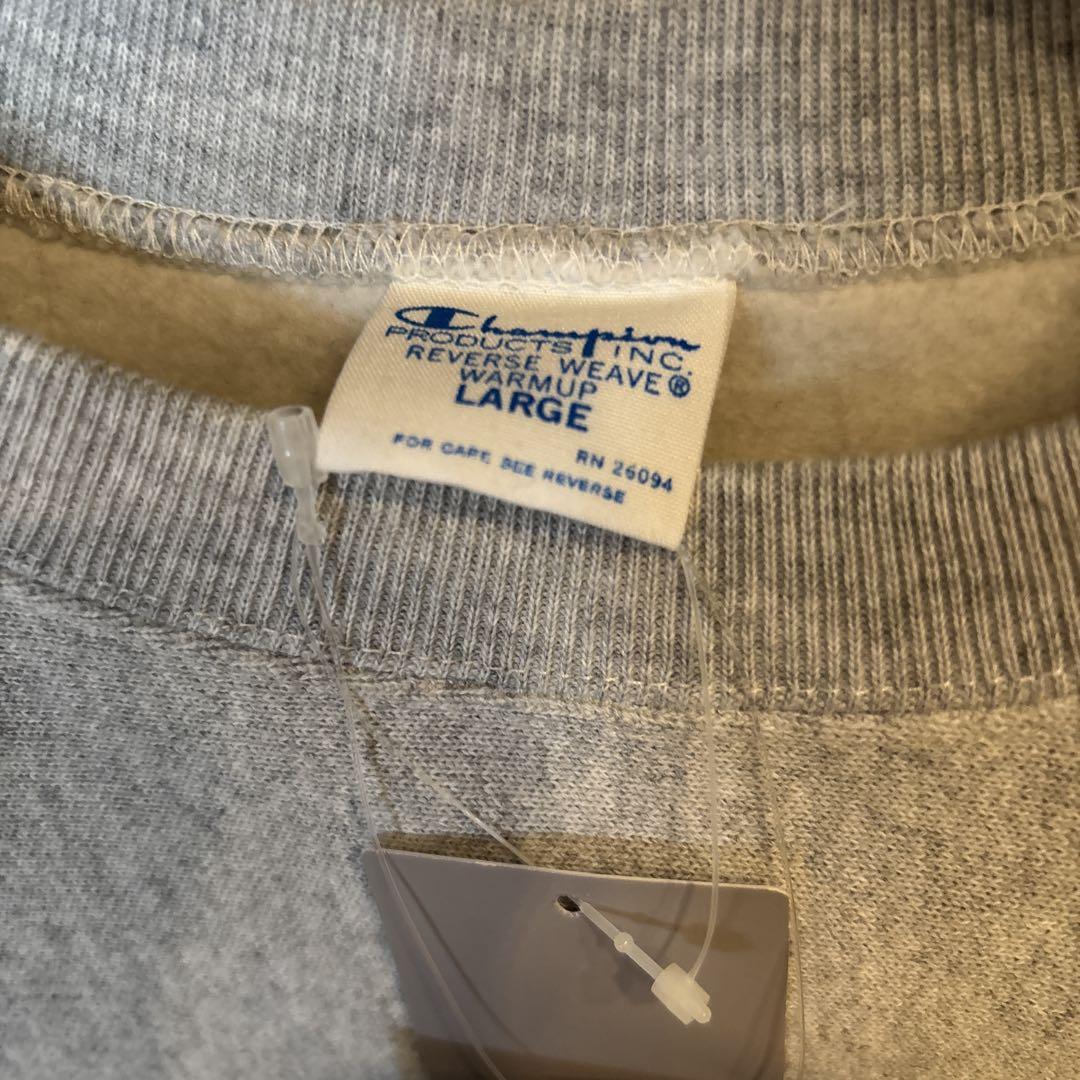 Champion
PRODUCTS INC.
REVERSE WEAVE®
WARMUP
LARGE
RN 26094
FOR CARE SEE REVERSE